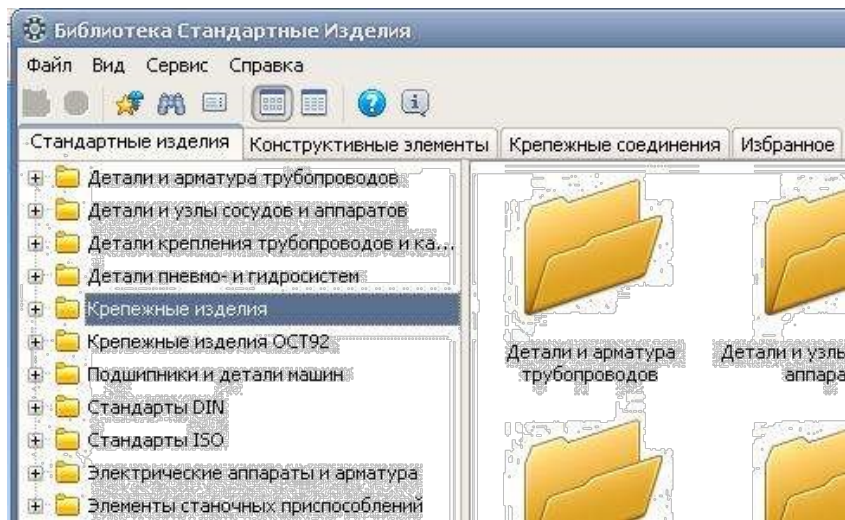 Библиотека Стандартные Изделия
Файл Вид Сервис Справка
Стандартные изделия Конструктивные элементы Крепежные соединения Избранное
Детали и арматура трубопроводов
Детали и узлы сосудов и аппаратов
Детали крепления трубопроводов и ка...
Детали пневмо- и гидросистем
Крепежные изделия
Крепежные изделия ОСТ92
Подшипники и детали машин
Стандарты DIN
Стандарты ISO
Электрические аппараты и арматура
Элементы станочных приспособлений
Детали и арматура
трубопроводов
Детали и узлы
аппара